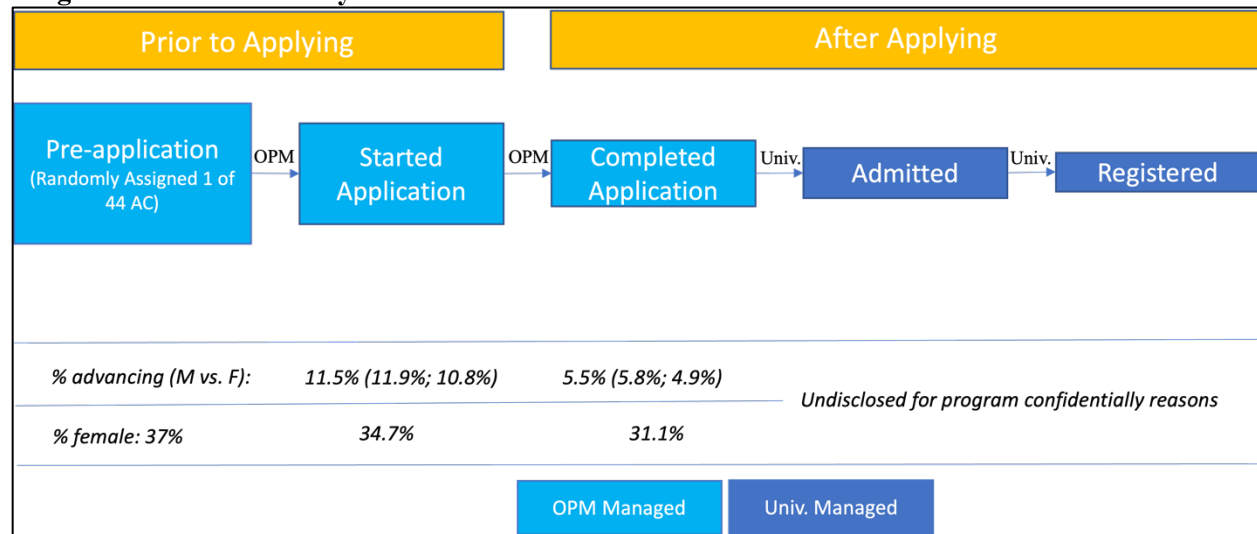 Prior to Applying
After Applying
Pre-application
(Randomly Assigned 1 of
44 AC)
OPM
Started
Application
OPM
Completed
Application
Univ.
Admitted
Univ.
Registered
% advancing (M vs. F):
11.5% (11.9%; 10.8%)
5.5% (5.8%; 4.9%)
Undisclosed for program confidentially reasons
% female: 37%
34.7%
31.1%
OPM Managed
Univ. Managed